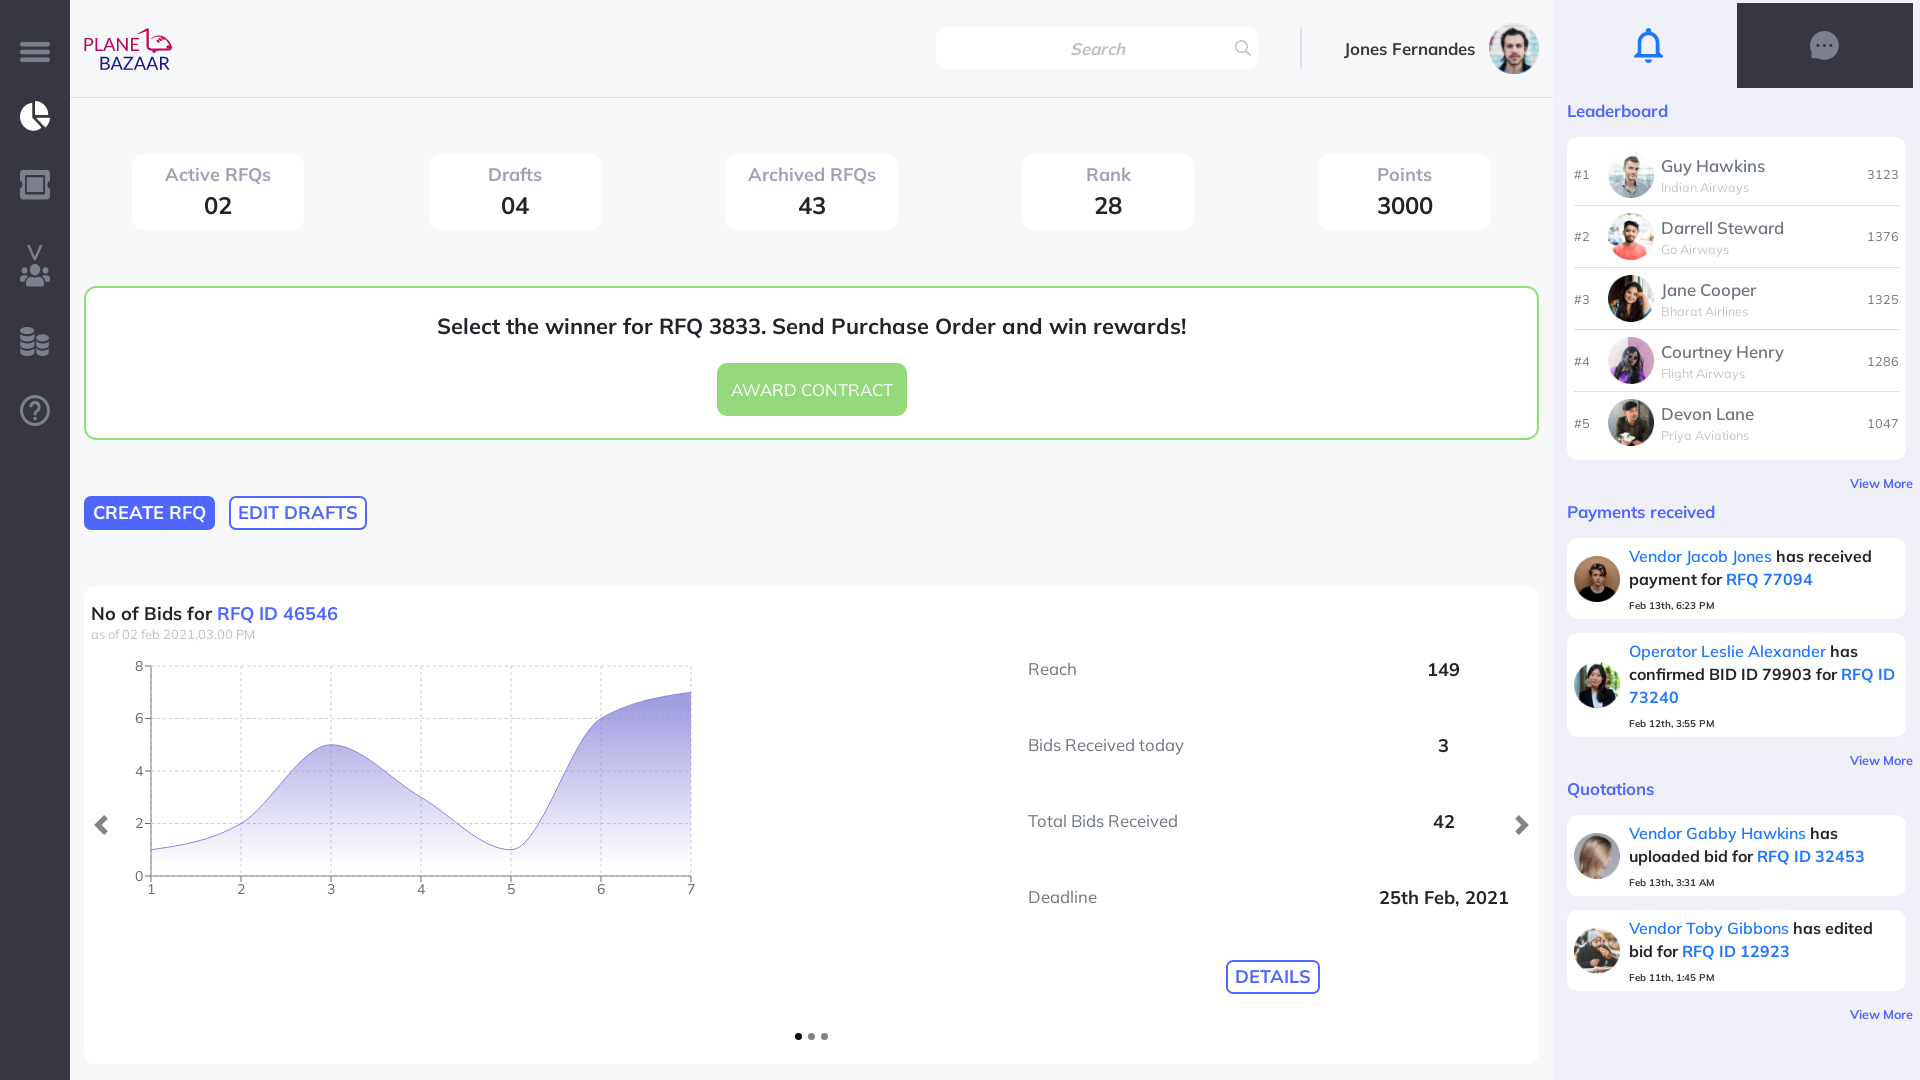 PLANE
BAZAAR
Search
Jones Fernandes
Active RFQs
02
Drafts
04
Archived RFQs
43
Rank
28
Points
3000
Select the winner for RFQ 3833. Send Purchase Order and win rewards!
AWARD CONTRACT
CREATE RFQ
EDIT DRAFTS
No of Bids for RFQ ID 46546
as of 02 feb 2021,03.00 PM
8
6
4
2
0
1 2 3 4 5 6 7
Reach 149
Bids Received today 3
Total Bids Received 42
Deadline 25th Feb, 2021
DETAILS
V
Leaderboard
#1 Guy Hawkins 3123
Indian Airways
#2 Darrell Steward 1376
Go Airways
#3 Jane Cooper 1325
Bharat Airlines
#4 Courtney Henry 1286
Flight Airways
#5 Devon Lane 1047
Priya Aviations
View More
Payments received
Vendor Jacob Jones has received
payment for RFQ 77094
Feb 13th, 6:23 PM
Operator Leslie Alexander has
confirmed BID ID 79903 for RFQ ID
73240
Feb 12th, 3:55 PM
View More
Quotations
Vendor Gabby Hawkins has
uploaded bid for RFQ ID 32453
Feb 13th, 3:31 AM
Vendor Toby Gibbons has edited
bid for RFQ ID 12923
Feb 11th, 1:45 PM
View More